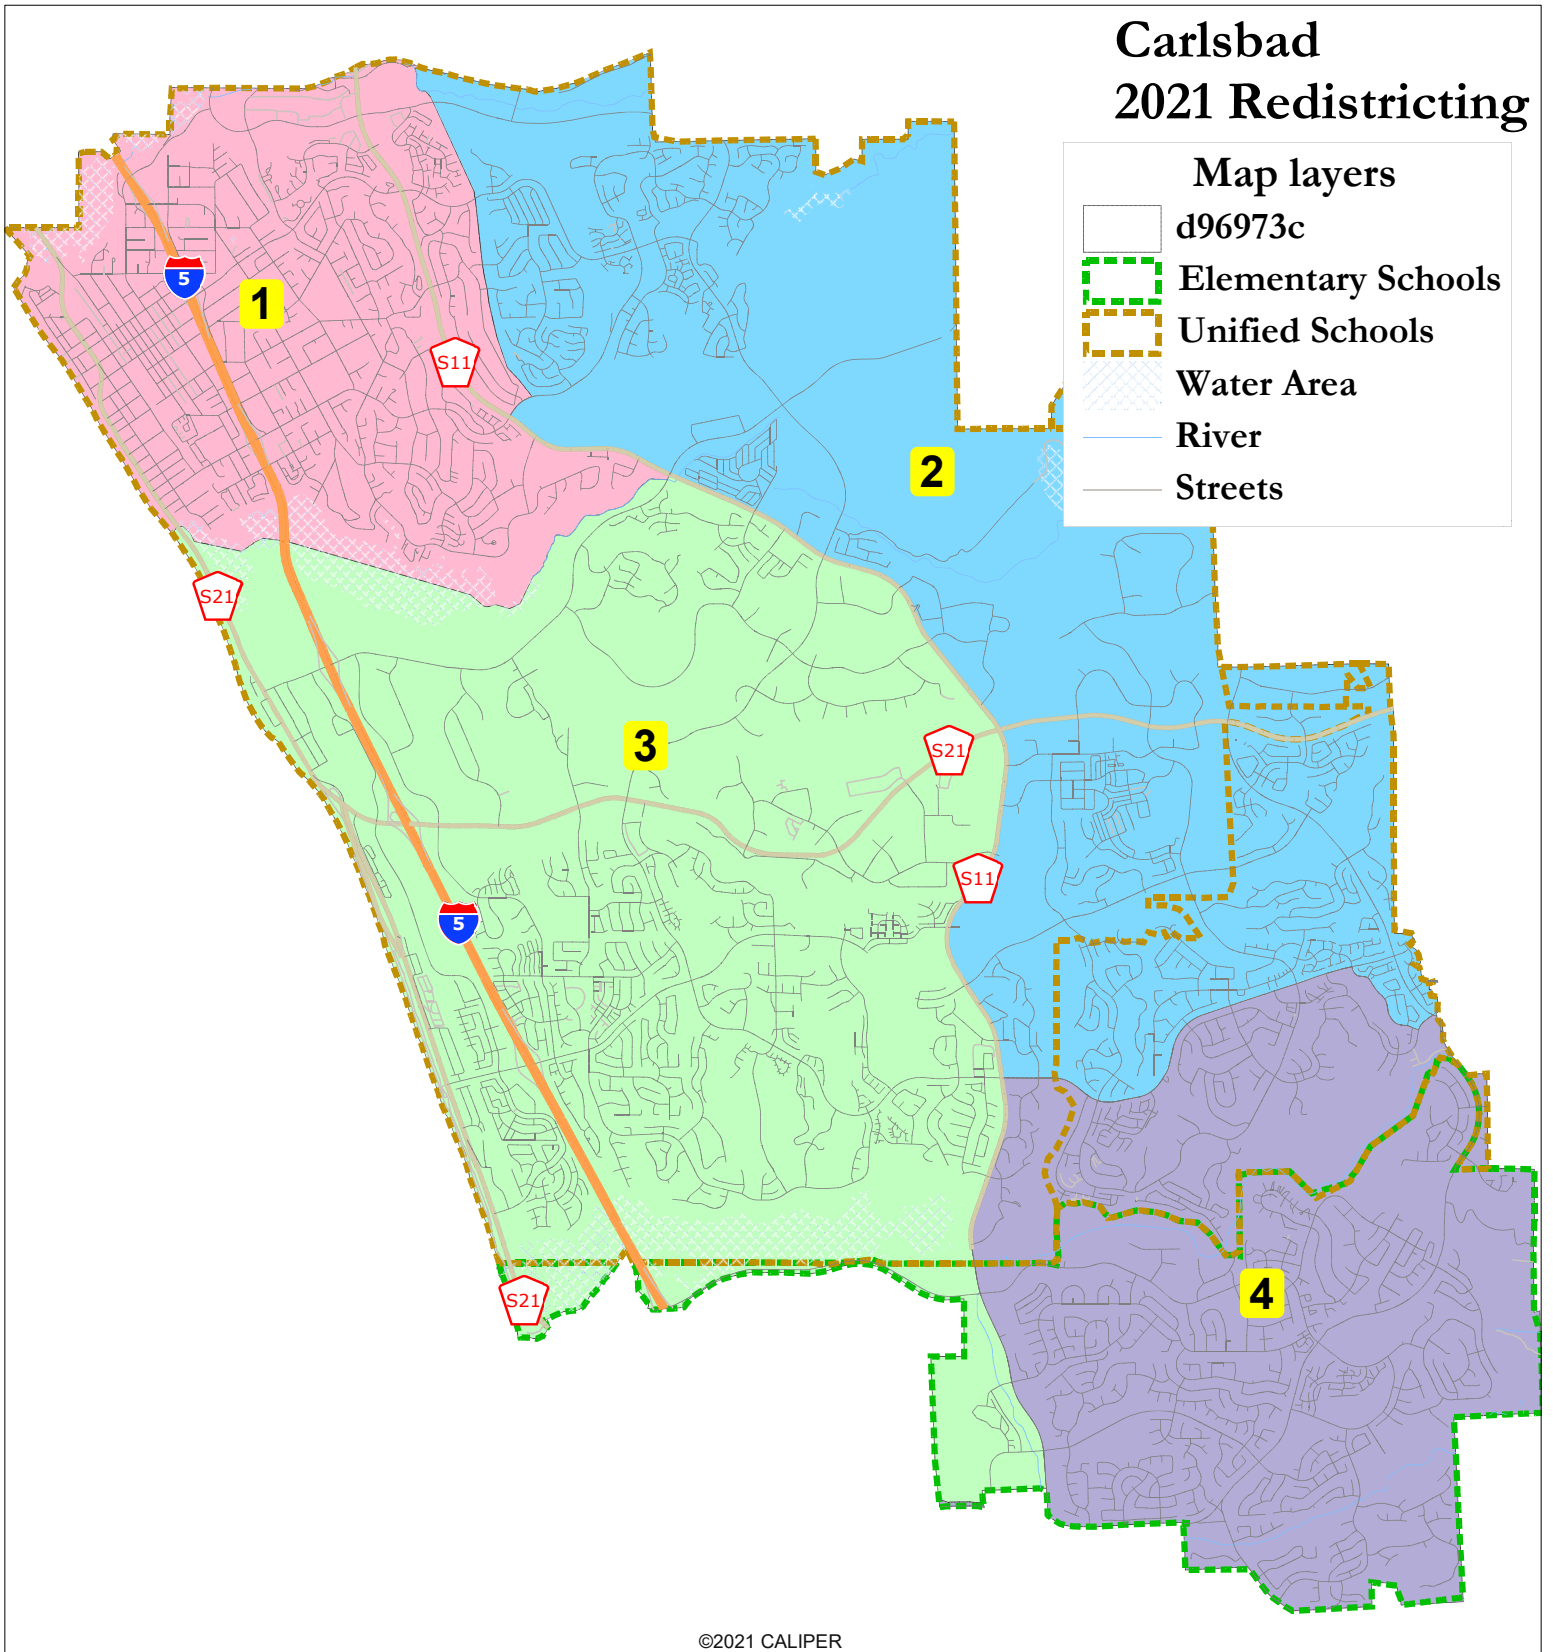 Carlsbad
2021 Redistricting
Map layers
d96973c
Elementary Schools
Unified Schools
Water Area
River
Streets
5
1
S11
2
S21
3
S21
S11
5
4
S21
©2021 CALIPER